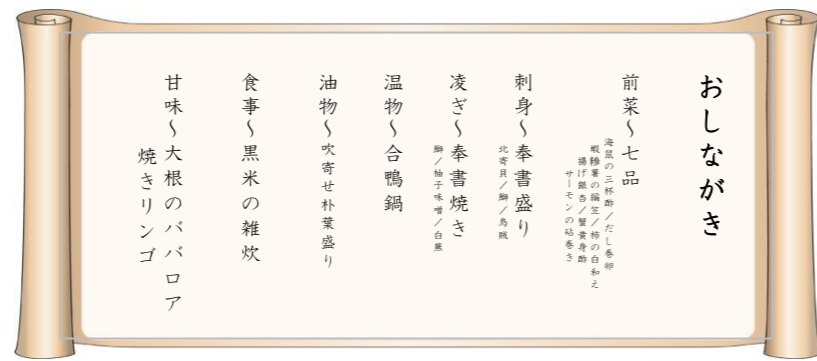 おしながき
前菜～七品
海鼠の三杯酢／だし巻卵
蝦糝薯の編笠／柿の白和え
揚げ銀杏／蟹黄身酢
サーモンの砧巻き
刺身～奉書盛り
北寄貝／鰤／烏賊
凌ぎ～奉書焼き
鰤／柚子味噌／白葱
温物～合鴨鍋
油物～吹寄せ朴葉盛り
食事～黒米の雑炊
甘味～大根のババロア
焼きリンゴ